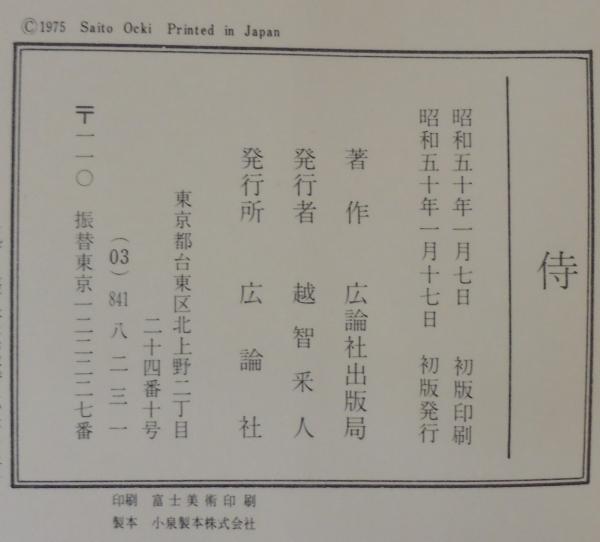 ©1975 Saito Ocki Printed in Japan
侍
昭和五十年一月七日 初版印刷
昭和五十年一月十七日 初版発行
著作 広論社出版局
発行者 越智釆人
発行所 広論社
東京都台東区北上野二丁目
二十四番十号
(03) 841 八二三一
〒一一〇 振替東京一二二二二七番
印刷 富士美術印刷
製本 小泉製本株式会社